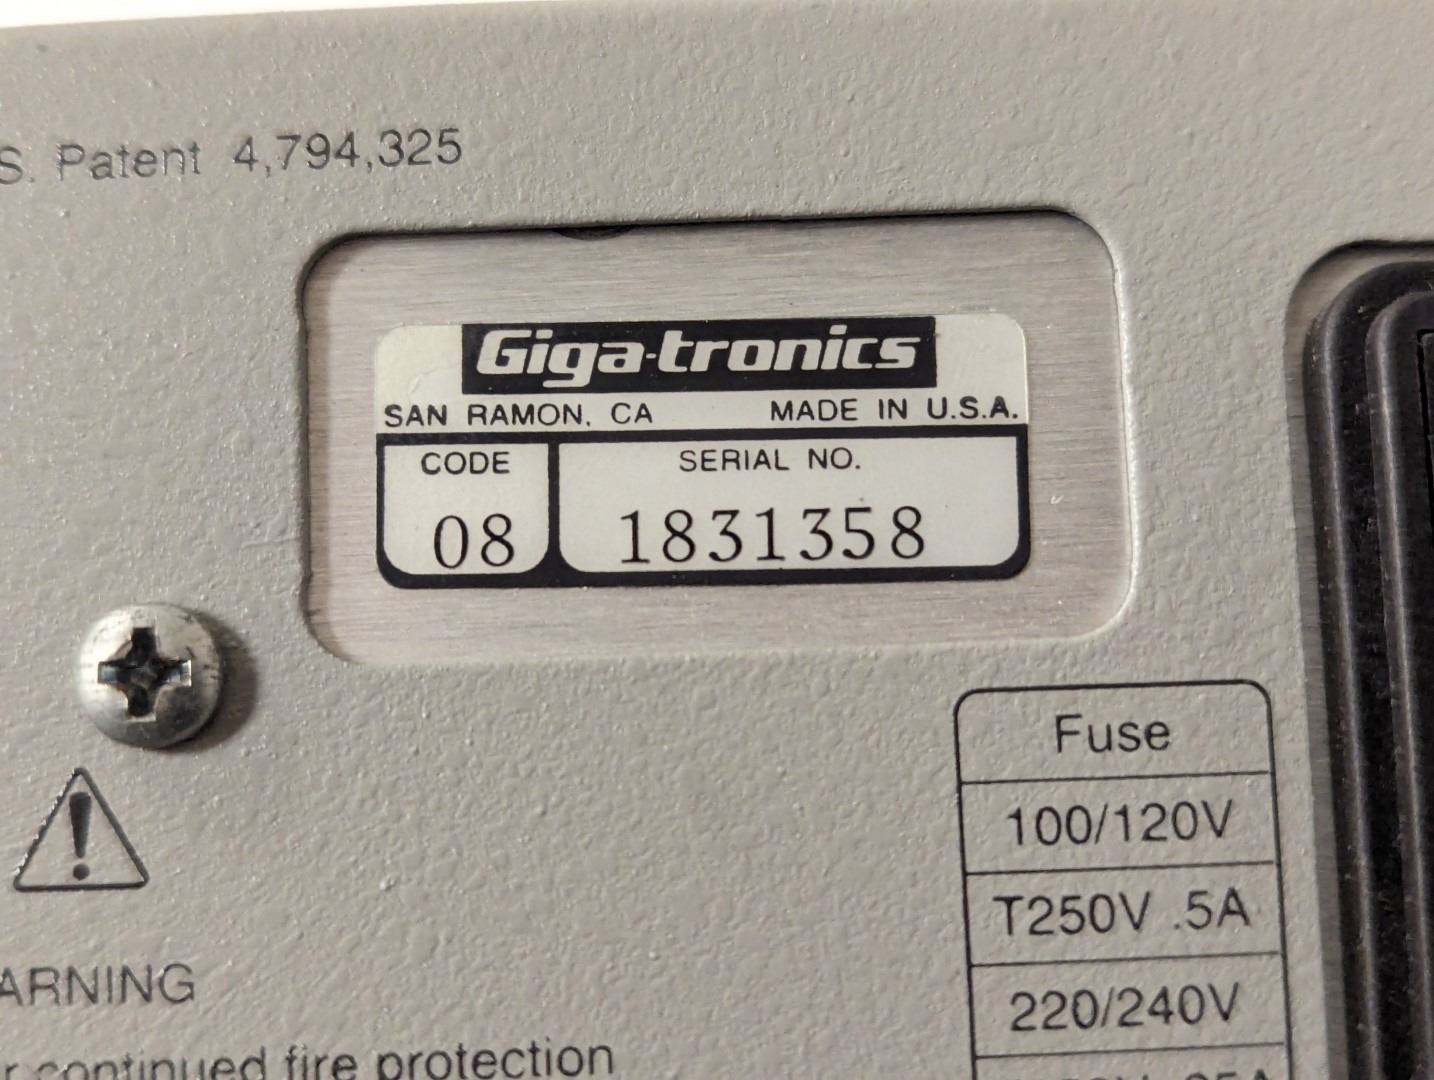 S. Patent 4,794,325
Giga-tronics
SAN RAMON, CA MADE IN U.S.A.
CODE SERIAL NO.
08 1831358
Fuse
100/120V
T250V .5A
220/240V
ARNING
continued fire protection